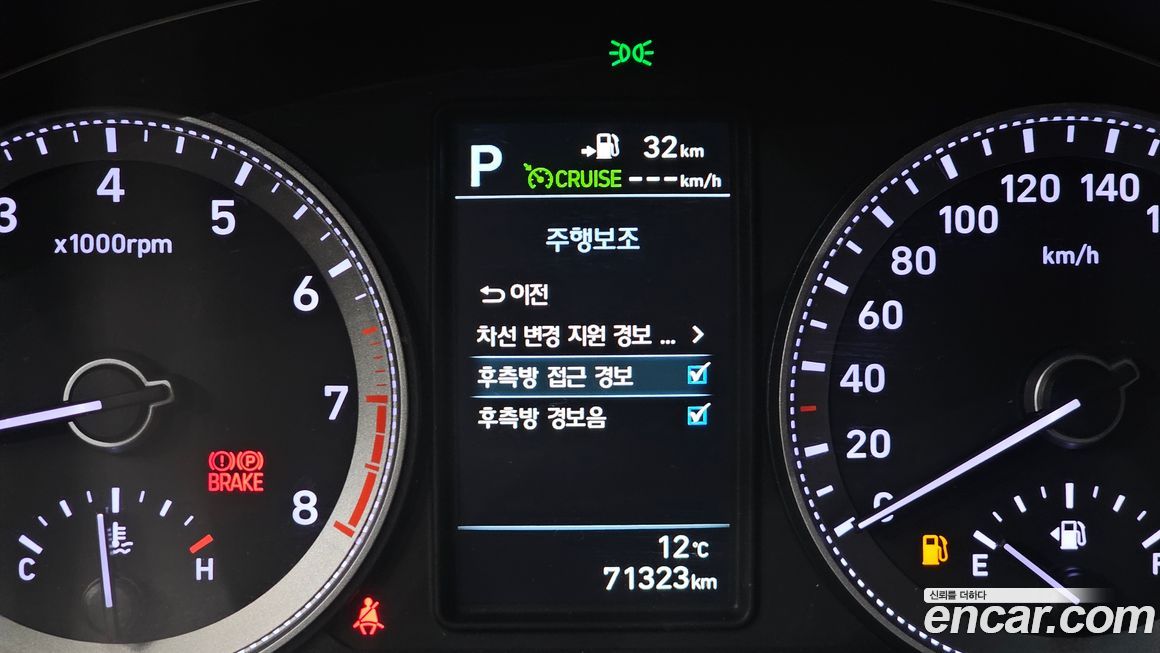 P
32 km
CRUISE ---km/h
주행보조
이전
차선 변경 지원 경보 ...
후측방 접근 경보
후측방 경보음
12℃
71323km
3 4 5 6 7 8
x1000rpm
BRAKE
C H
0 20 40 60 80 100 120 140
km/h
E
신뢰를 더하다
encar.com